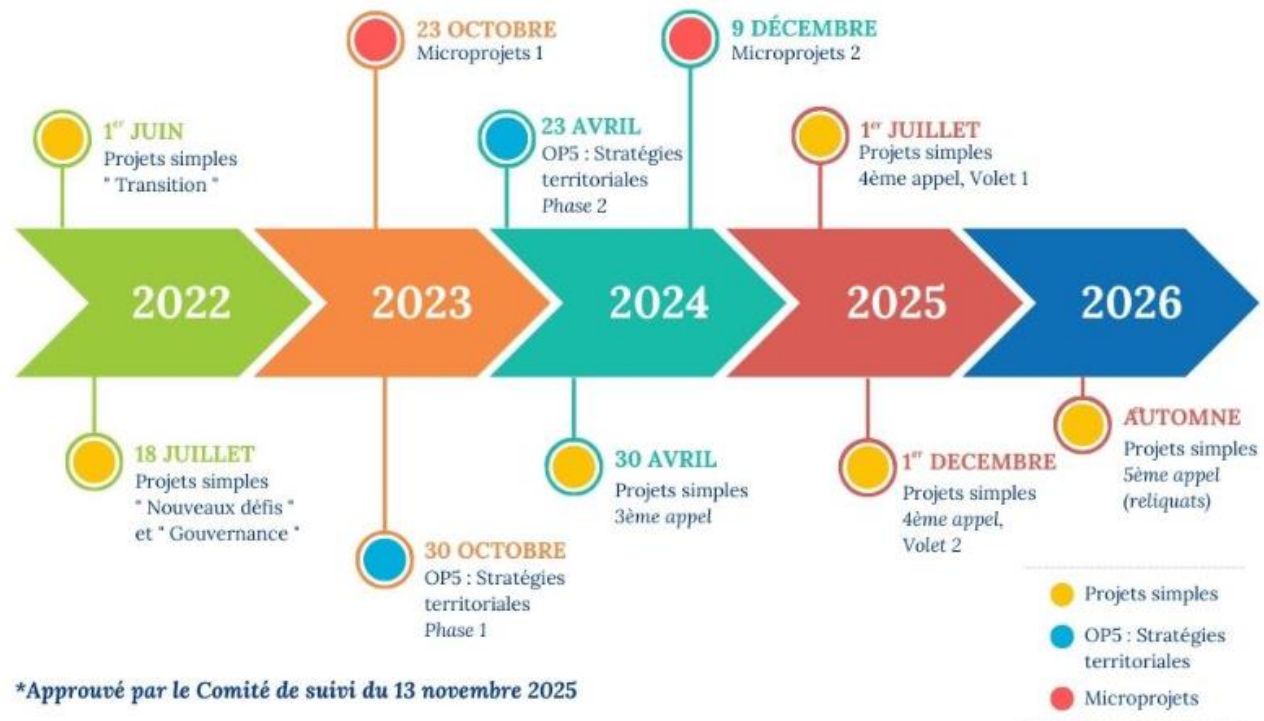 23 OCTOBRE
Microprojets 1
9 DÉCEMBRE
Microprojets 2
1er JUIN
Projets simples
" Transition "
23 AVRIL
OP5 : Stratégies
territoriales
Phase 2
1er JUILLET
Projets simples
4ème appel, Volet 1
2022
2023
2024
2025
2026
18 JUILLET
Projets simples
" Nouveaux défis "
et " Gouvernance "
30 OCTOBRE
OP5 : Stratégies
territoriales
Phase 1
30 AVRIL
Projets simples
3ème appel
1er DECEMBRE
Projets simples
4ème appel,
Volet 2
AUTOMNE
Projets simples
5ème appel
(reliquats)
Projets simples
OP5 : Stratégies
territoriales
Microprojets
*Approuvé par le Comité de suivi du 13 novembre 2025